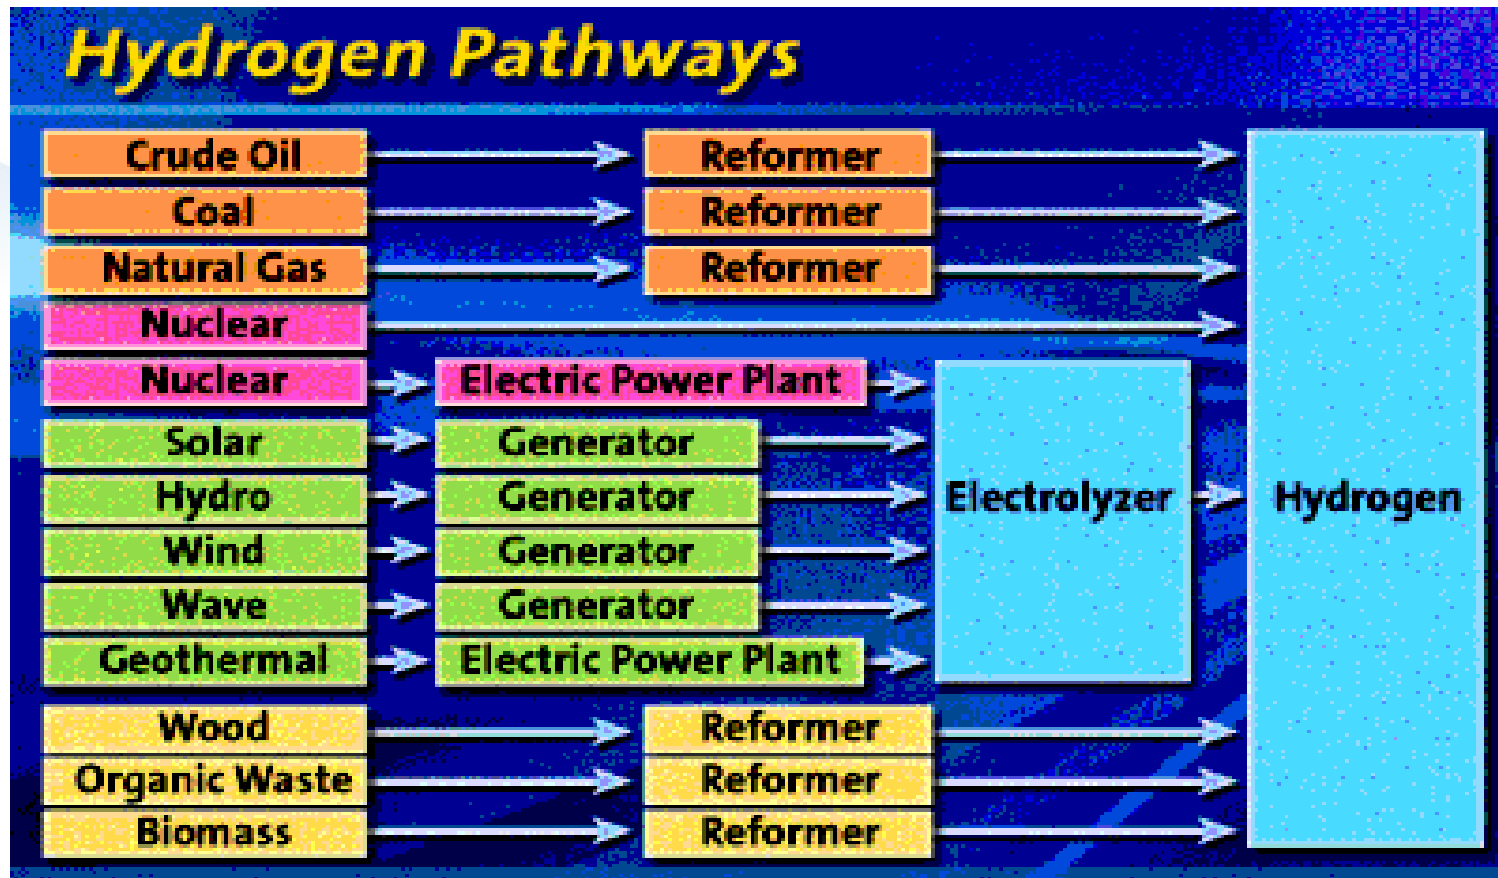 Hydrogen Pathways
Crude Oil Reformer
Coal Reformer
Natural Gas Reformer
Nuclear
Nuclear Electric Power Plant
Solar Generator
Hydro Generator Electrolyzer Hydrogen
Wind Generator
Wave Generator
Geothermal Electric Power Plant
Wood Reformer
Organic Waste Reformer
Biomass Reformer